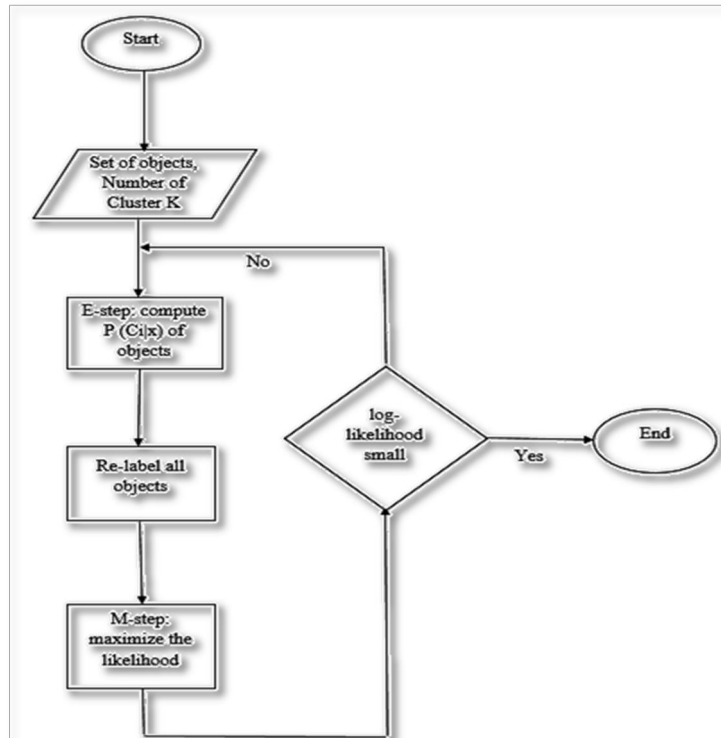 Start
Set of objects,
Number of
Cluster K
No
E-step: compute
P (Ci|x) of
objects
log-
likelihood
small
Yes
End
Re-label all
objects
M-step:
maximize the
likelihood